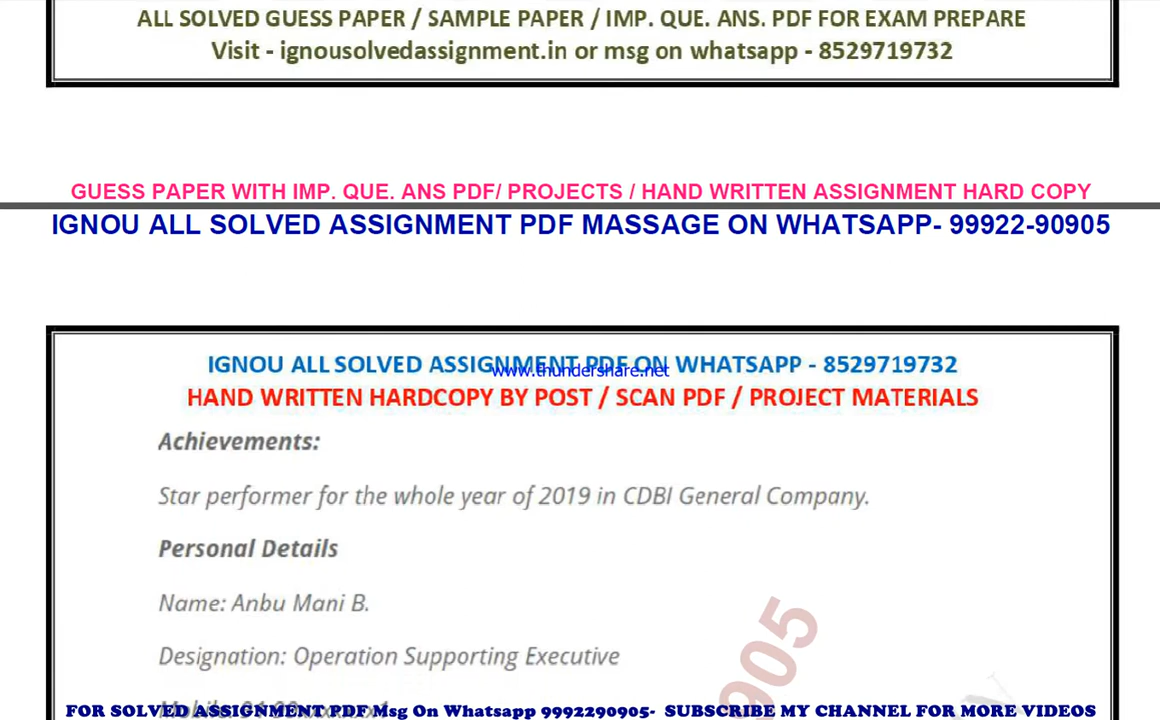 ALL SOLVED GUESS PAPER / SAMPLE PAPER / IMP. QUE. ANS. PDF FOR EXAM PREPARE
Visit - ignousolvedassignment.in or msg on whatsapp - 8529719732
GUESS PAPER WITH IMP. QUE. ANS PDF/ PROJECTS / HAND WRITTEN ASSIGNMENT HARD COPY
IGNOU ALL SOLVED ASSIGNMENT PDF MASSAGE ON WHATSAPP- 99922-90905
IGNOU ALL SOLVED ASSIGNMENT PDF ON WHATSAPP - 8529719732
www.thundershare.net
HAND WRITTEN HARDCOPY BY POST / SCAN PDF / PROJECT MATERIALS
Achievements:
Star performer for the whole year of 2019 in CDBI General Company.
Personal Details
Name: Anbu Mani B.
Designation: Operation Supporting Executive
905
FOR SOLVED ASSIGNMENT PDF Msg On Whatsapp 9992290905- SUBSCRIBE MY CHANNEL FOR MORE VIDEOS